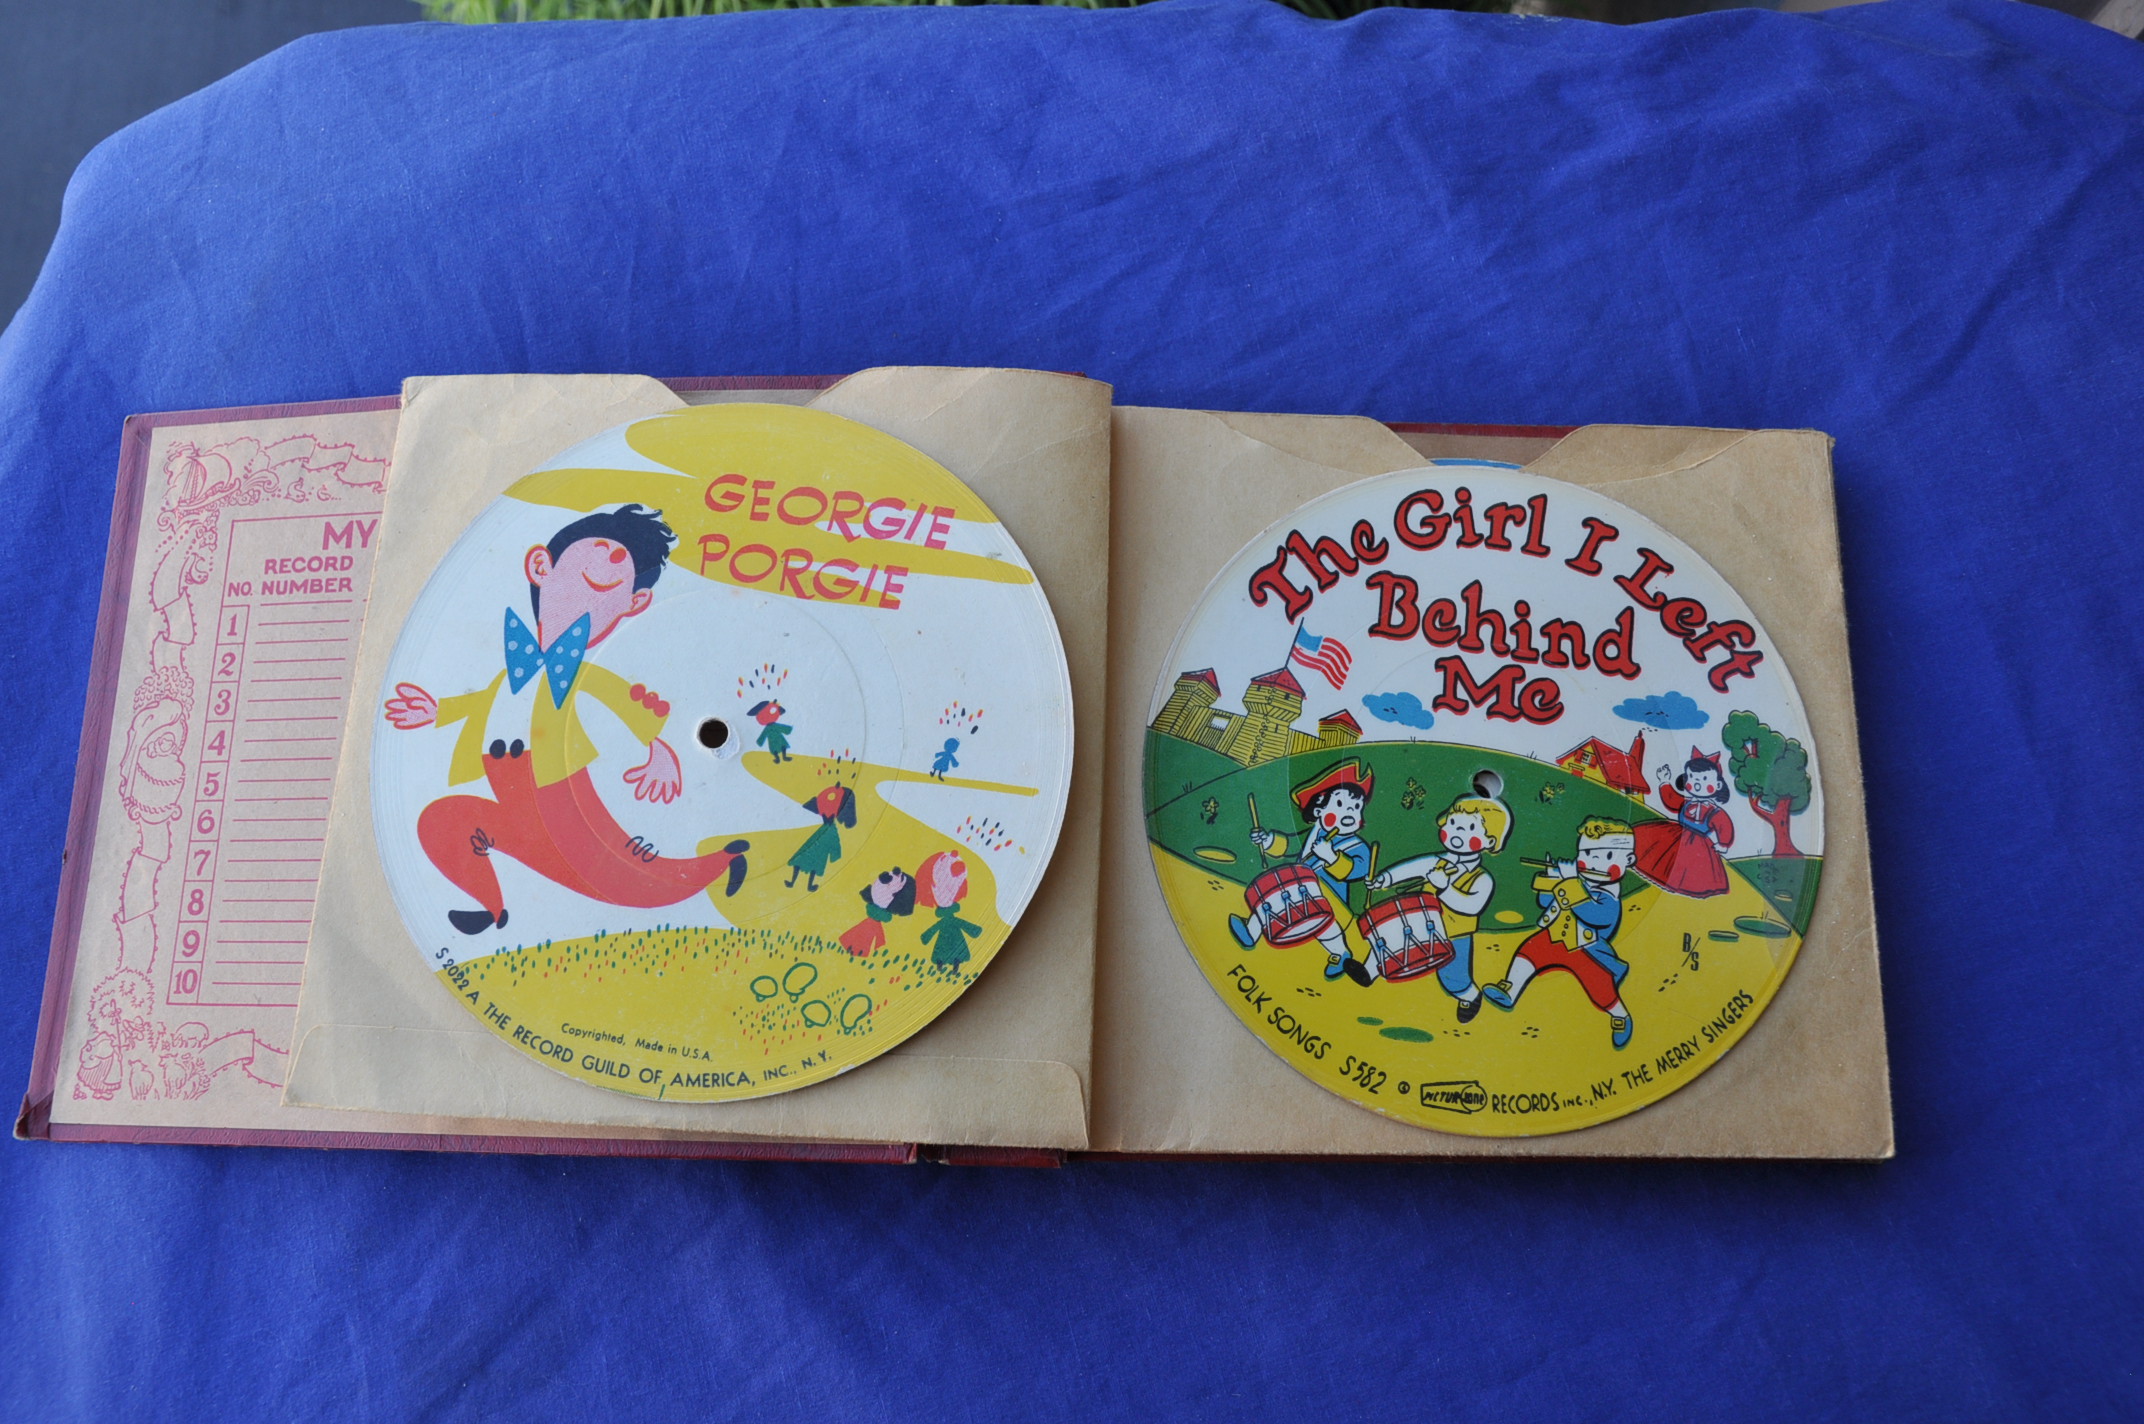 MY
RECORD
NO. NUMBER
1
2
3
4
5
6
7
8
9
10
GEORGIE
PORGIE
Copyrighted, Made in U.S.A.
S 2022 A THE RECORD GUILD OF AMERICA, INC., N.Y.
The Girl I Left
Behind
Me
B/S
FOLK SONGS S582 © PICTURTONE RECORDS INC., N.Y. THE MERRY SINGERS